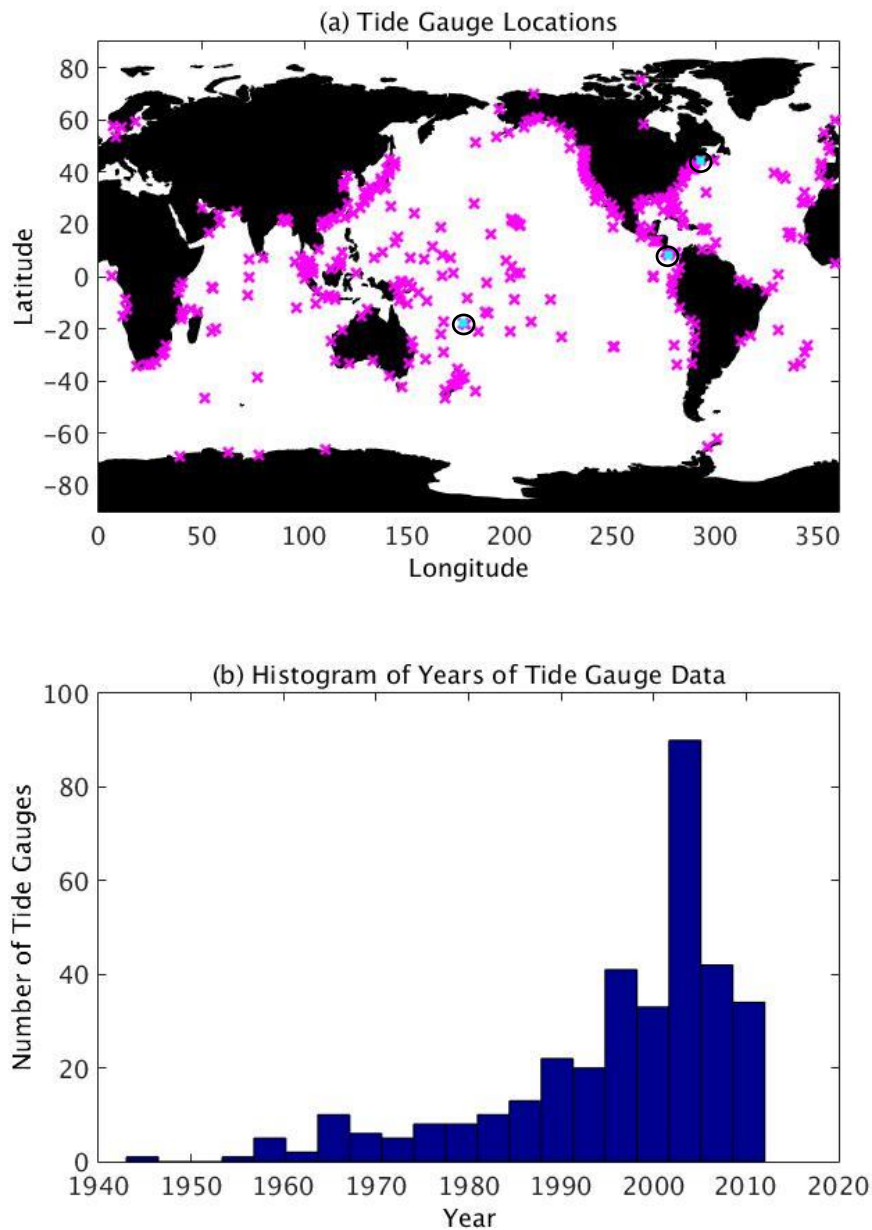 (a) Tide Gauge Locations
80
60
40
20
0
-20
-40
-60
-80
Latitude
0 50 100 150 200 250 300 350
Longitude
(b) Histogram of Years of Tide Gauge Data
100
80
60
40
20
0
Number of Tide Gauges
1940 1950 1960 1970 1980 1990 2000 2010 2020
Year